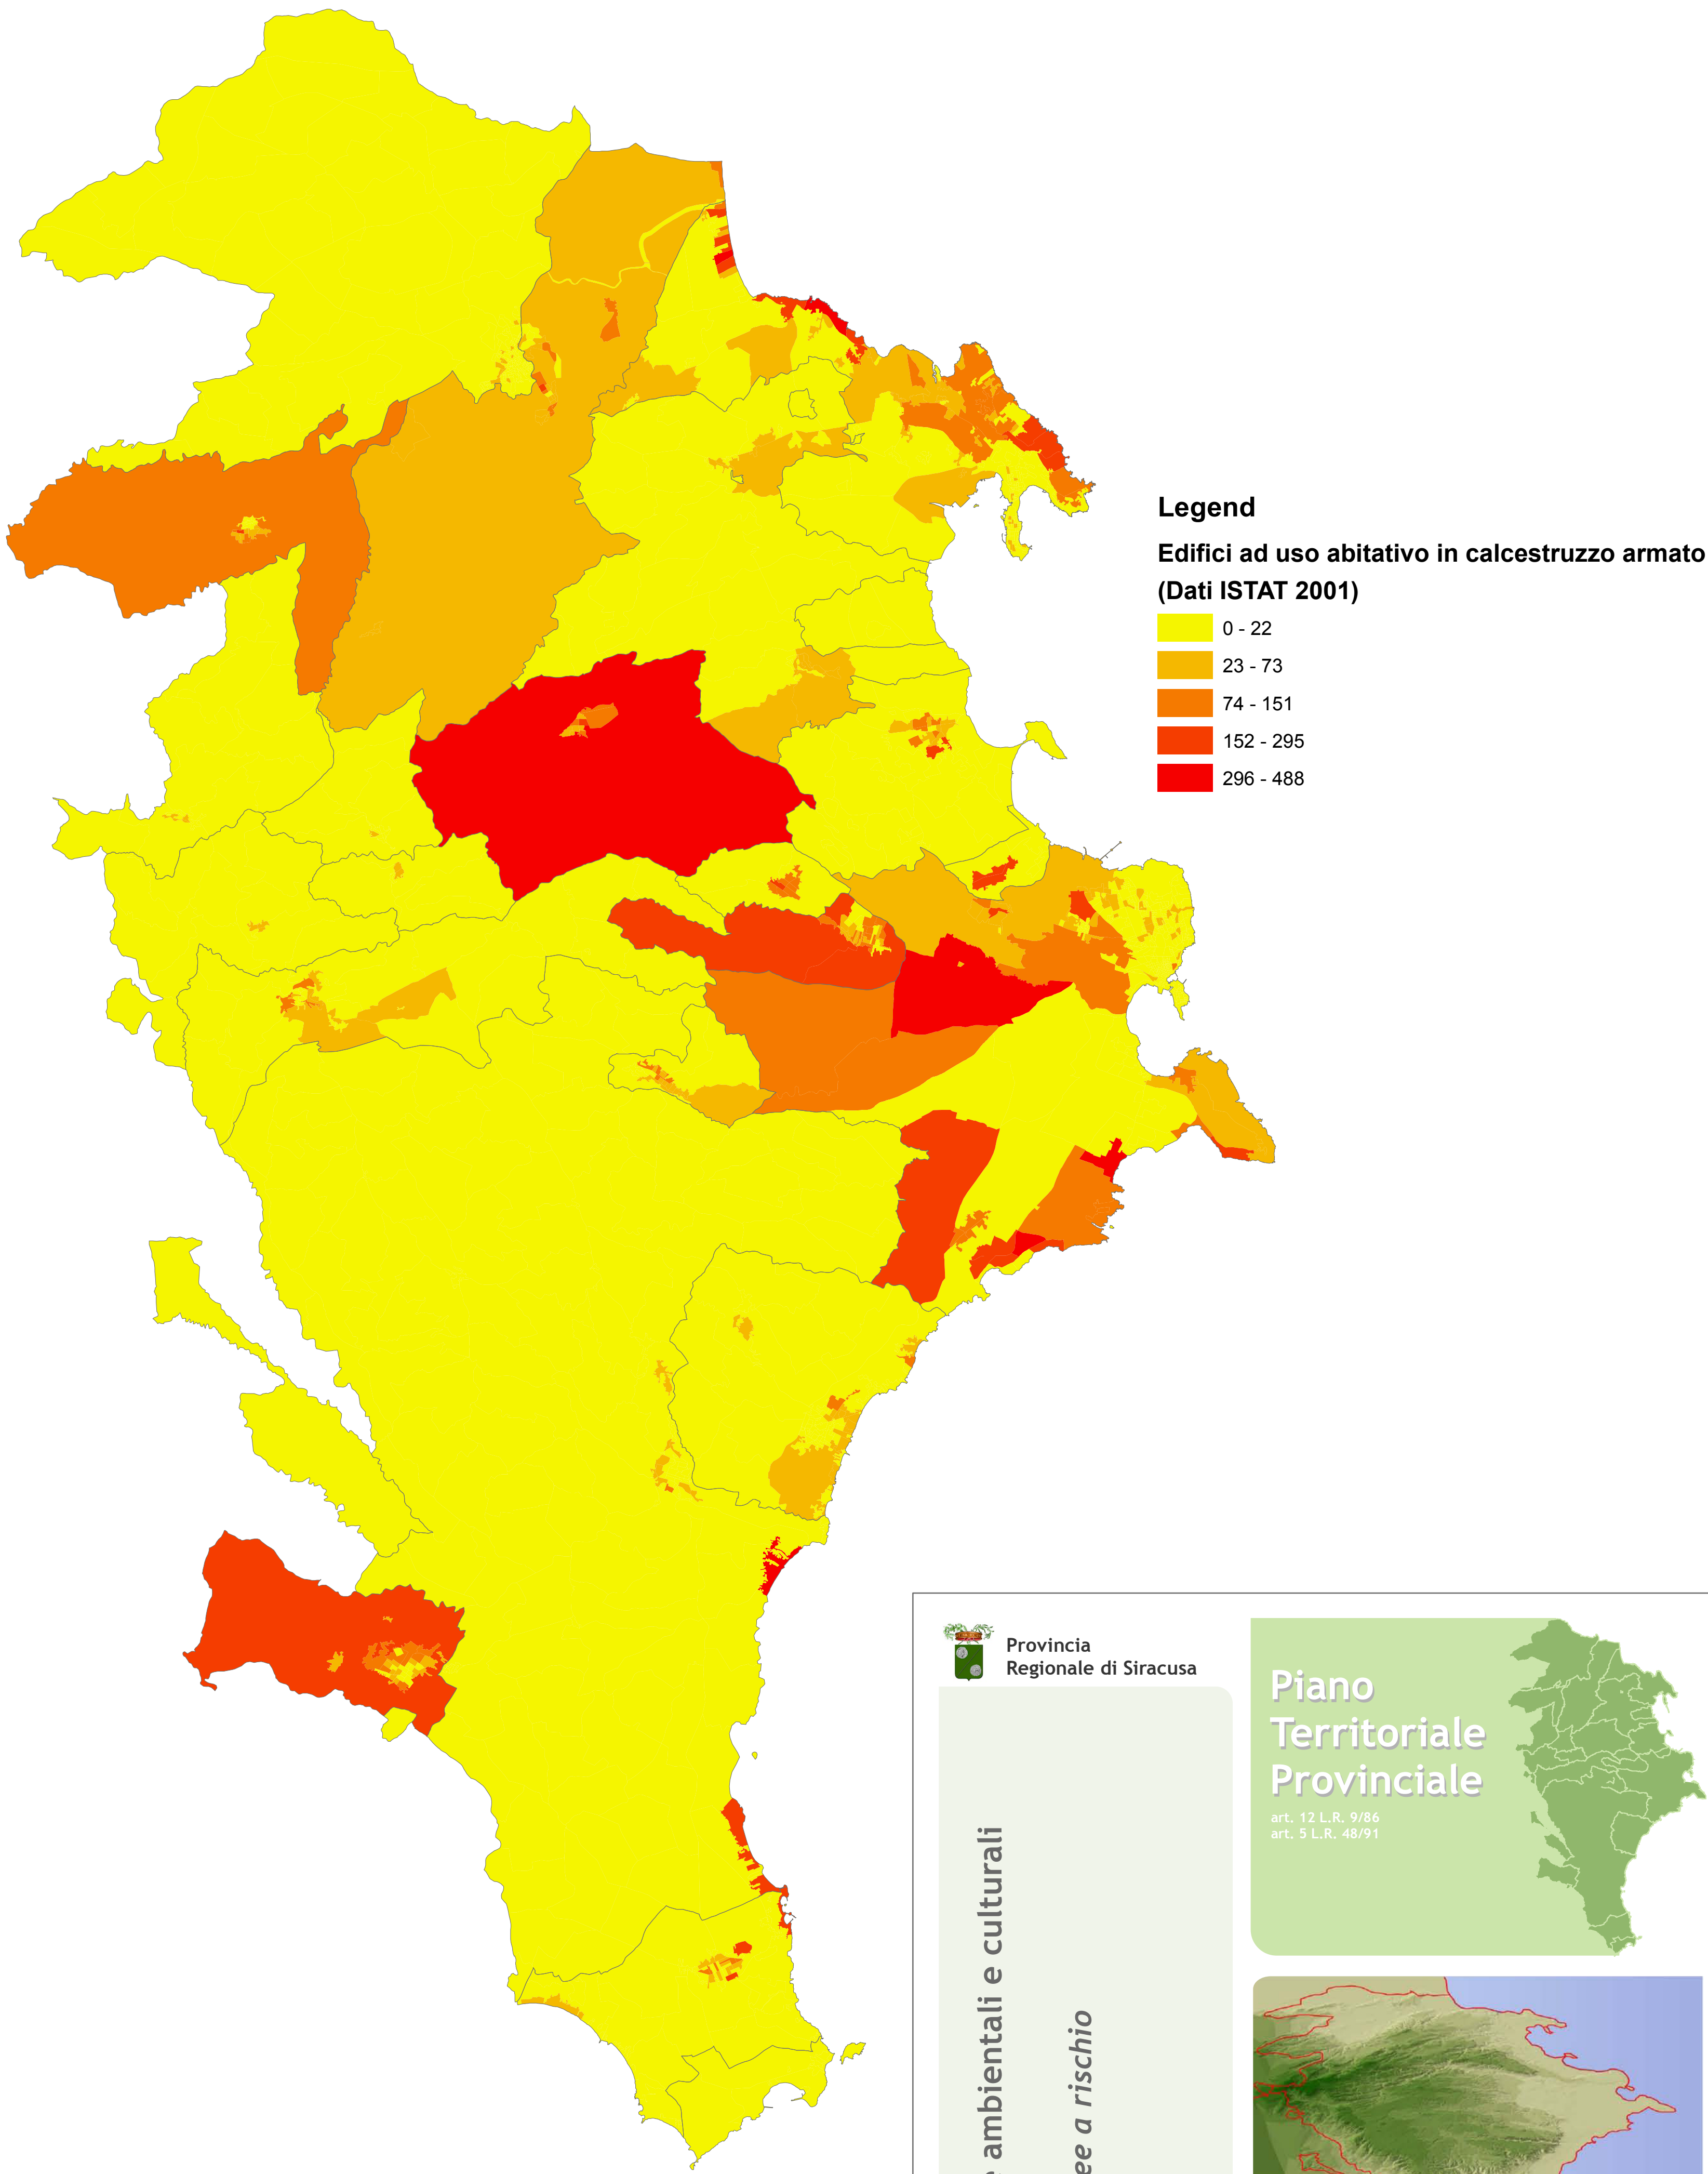 Legend
Edifici ad uso abitativo in calcestruzzo armato
(Dati ISTAT 2001)
0 - 22
23 - 73
74 - 151
152 - 295
296 - 488
Provincia
Regionale di Siracusa
Piano
Territoriale
Provinciale
art. 12 L.R. 9/86
art. 5 L.R. 48/91
ambientali e culturali
a rischio